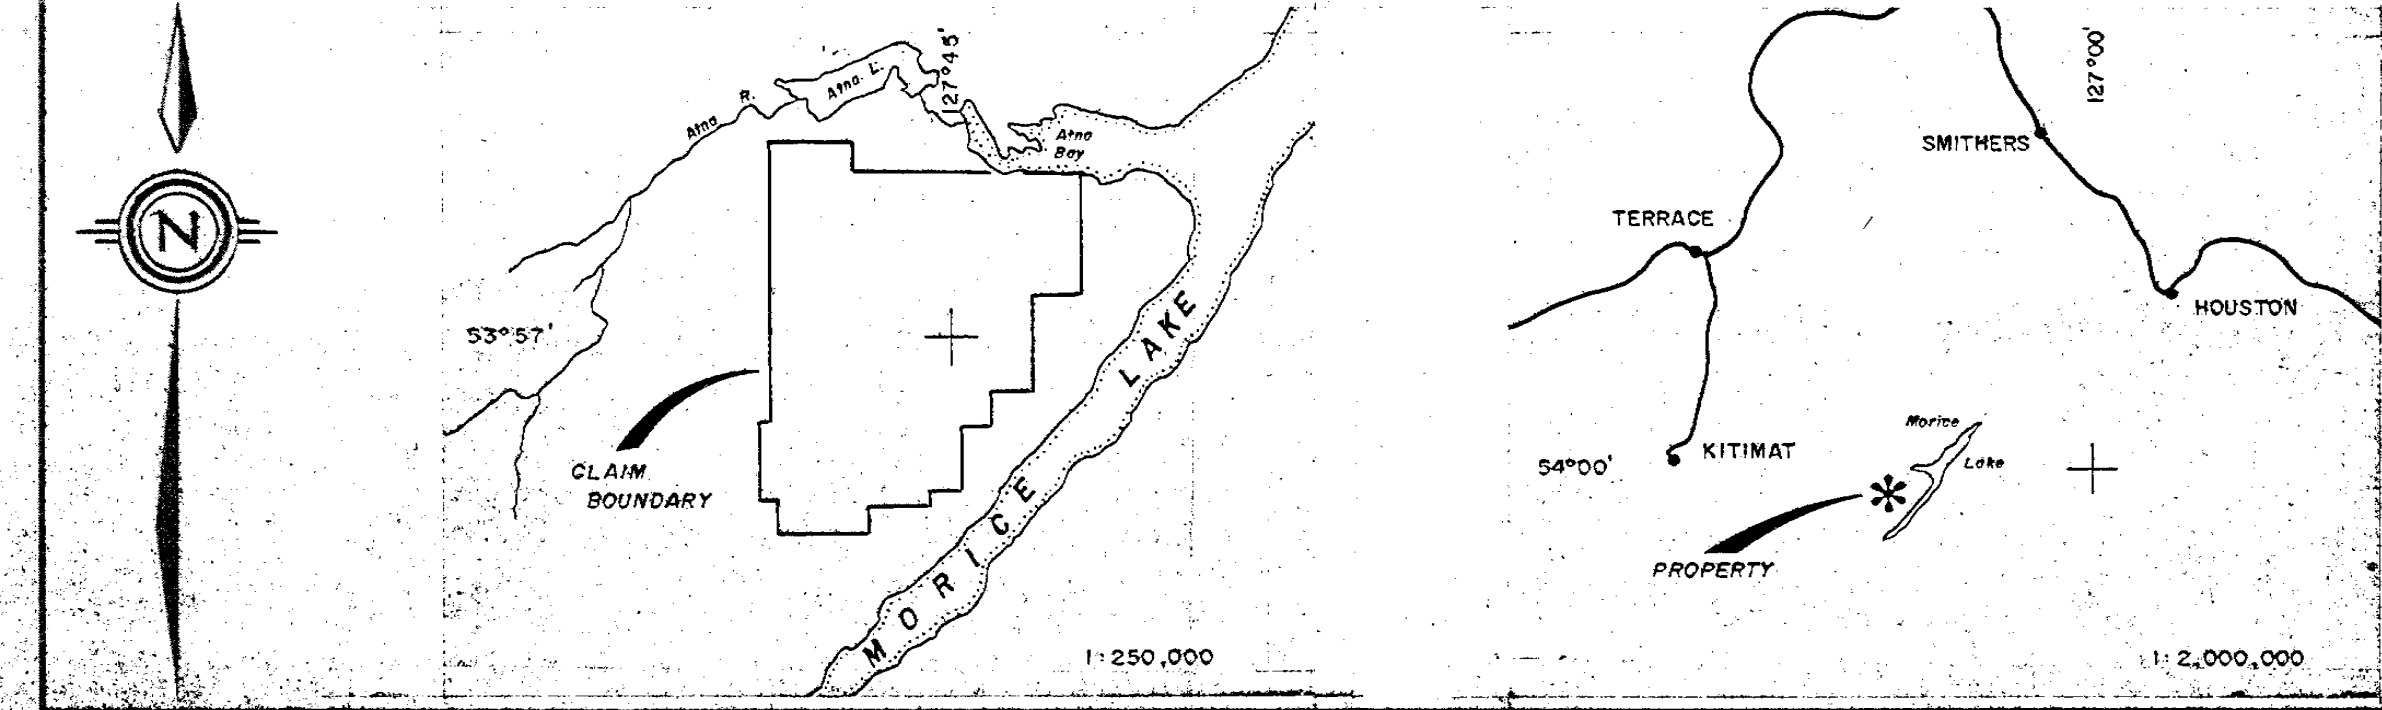 N
Atna R.
Atna L.
127°45'
Atna
Bay
53°57'
CLAIM
BOUNDARY
MORICE LAKE
1:250,000
127°00'
SMITHERS
TERRACE
HOUSTON
54°00'
KITIMAT
Morice
Lake
PROPERTY
1:2,000,000